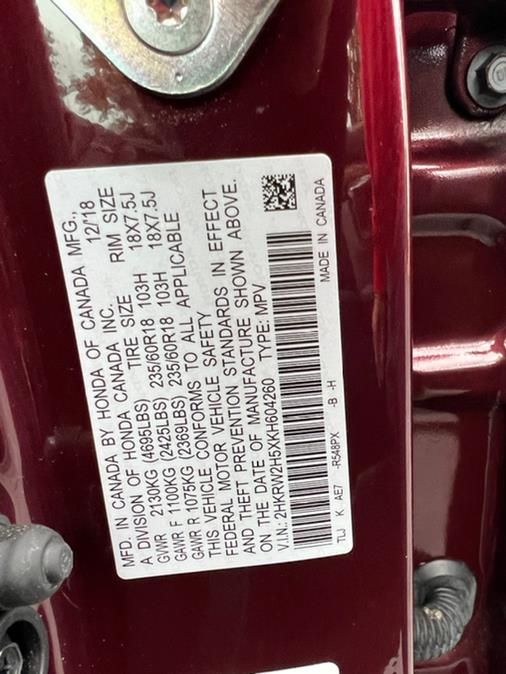 MFD. IN CANADA BY HONDA OF CANADA MFG.,
A DIVISION OF HONDA CANADA INC. 12/18
GVWR 2130KG (4695LBS) TIRE SIZE RIM SIZE
GAWR F 1100KG (2425LBS) 235/60R18 103H 18X7.5J
GAWR R 1075KG (2369LBS) 235/60R18 103H 18X7.5J
THIS VEHICLE CONFORMS TO ALL APPLICABLE
FEDERAL MOTOR VEHICLE SAFETY
AND THEFT PREVENTION STANDARDS IN EFFECT
ON THE DATE OF MANUFACTURE SHOWN ABOVE.
V.I.N.: 2HKRW2H5XKH604260 TYPE: MPV
TLJ K AE7 -R548PX -B -H MADE IN CANADA